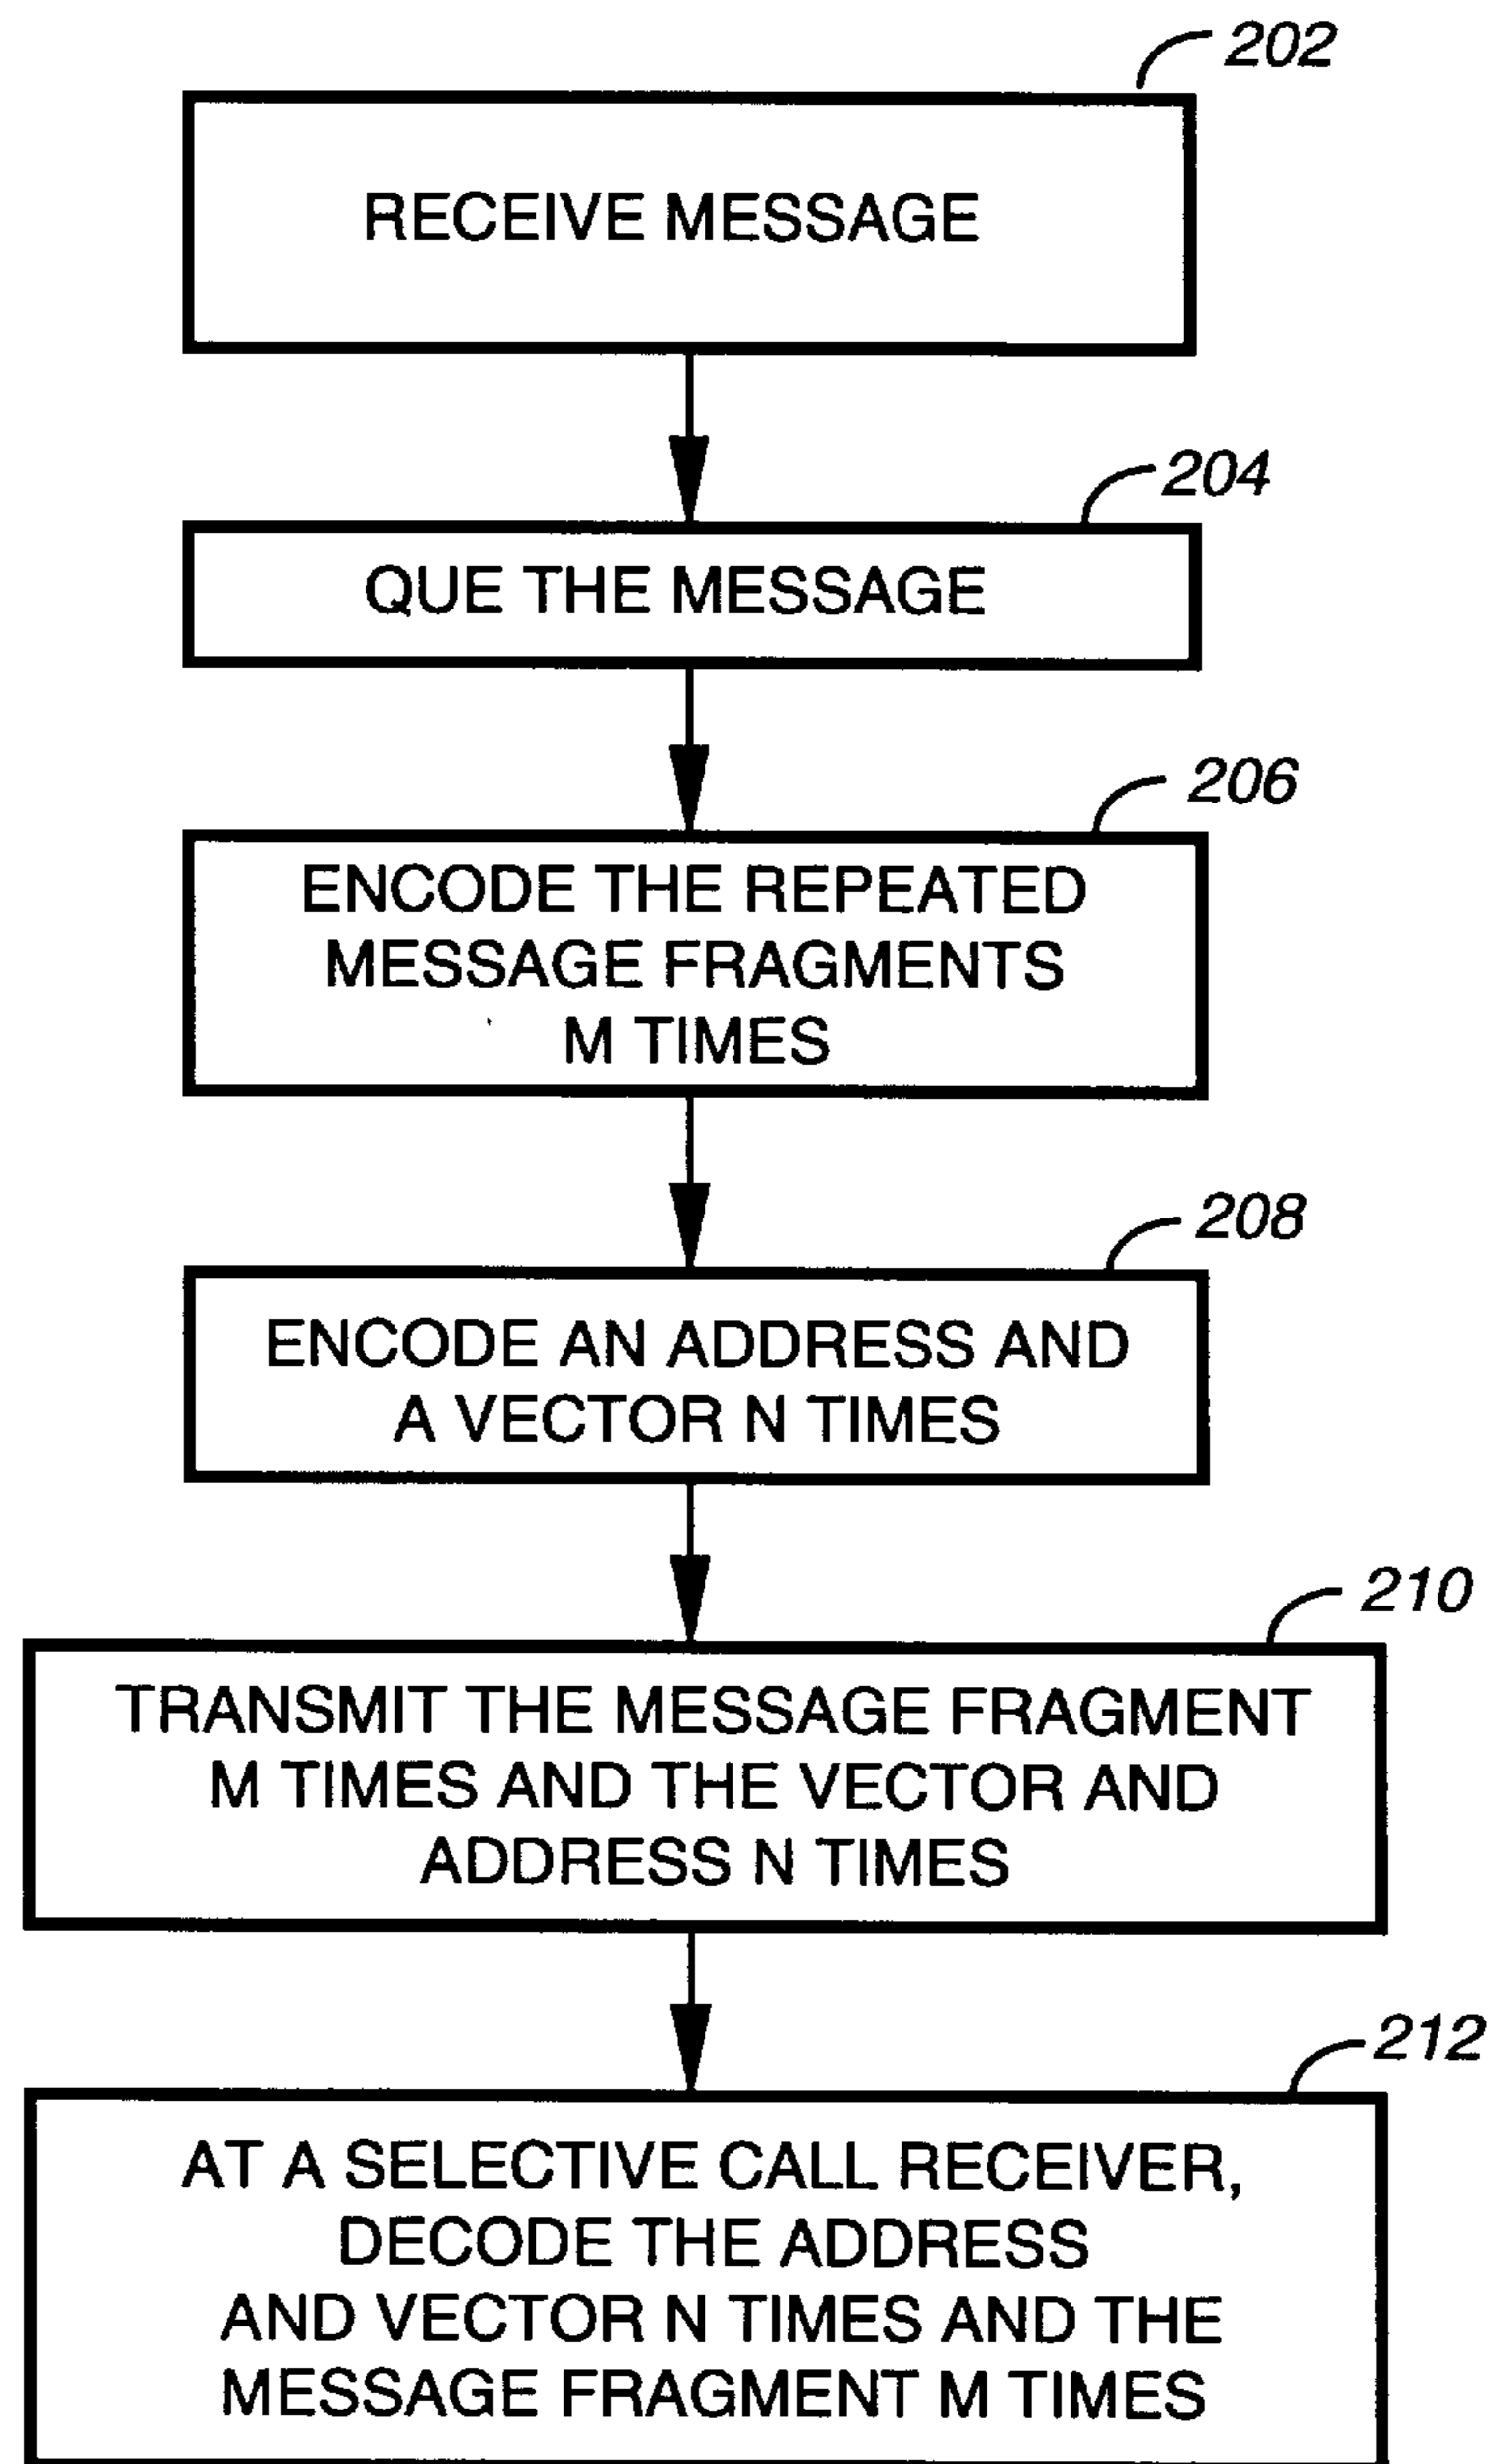 202
RECEIVE MESSAGE
204
QUE THE MESSAGE
206
ENCODE THE REPEATED
MESSAGE FRAGMENTS
M TIMES
208
ENCODE AN ADDRESS AND
A VECTOR N TIMES
210
TRANSMIT THE MESSAGE FRAGMENT
M TIMES AND THE VECTOR AND
ADDRESS N TIMES
212
AT A SELECTIVE CALL RECEIVER,
DECODE THE ADDRESS
AND VECTOR N TIMES AND THE
MESSAGE FRAGMENT M TIMES